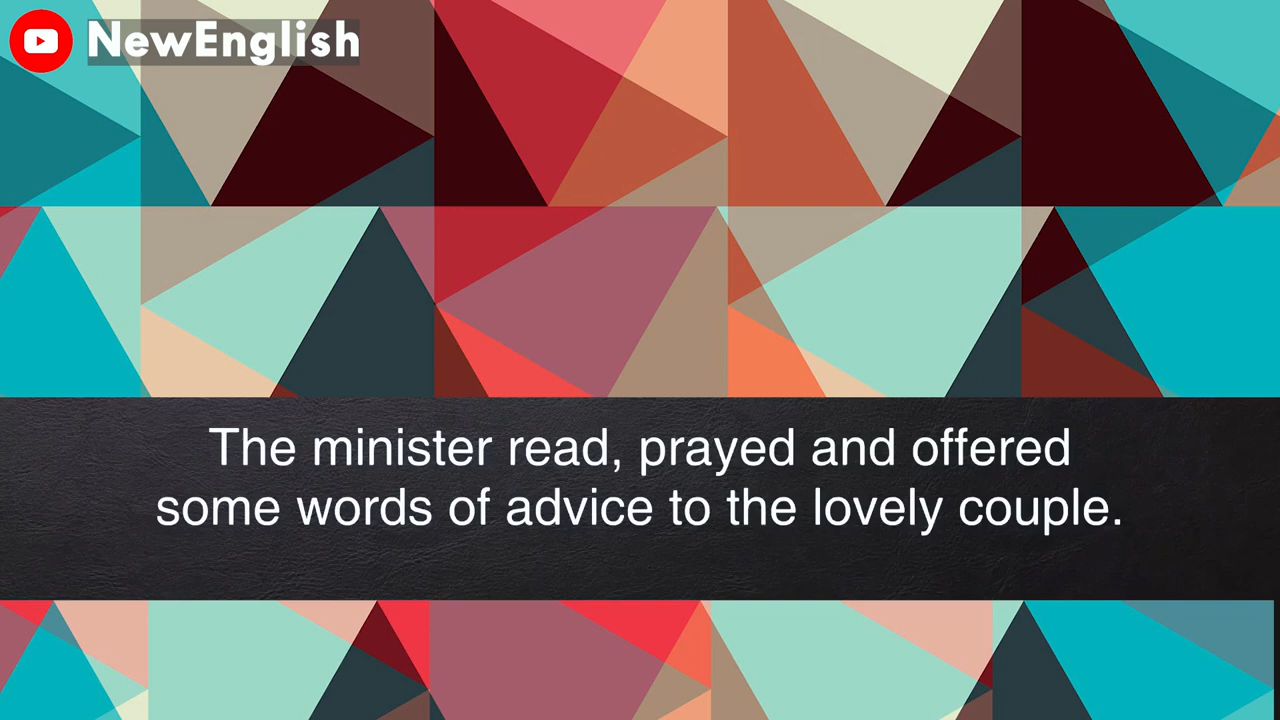 NewEnglish
The minister read, prayed and offered
some words of advice to the lovely couple.